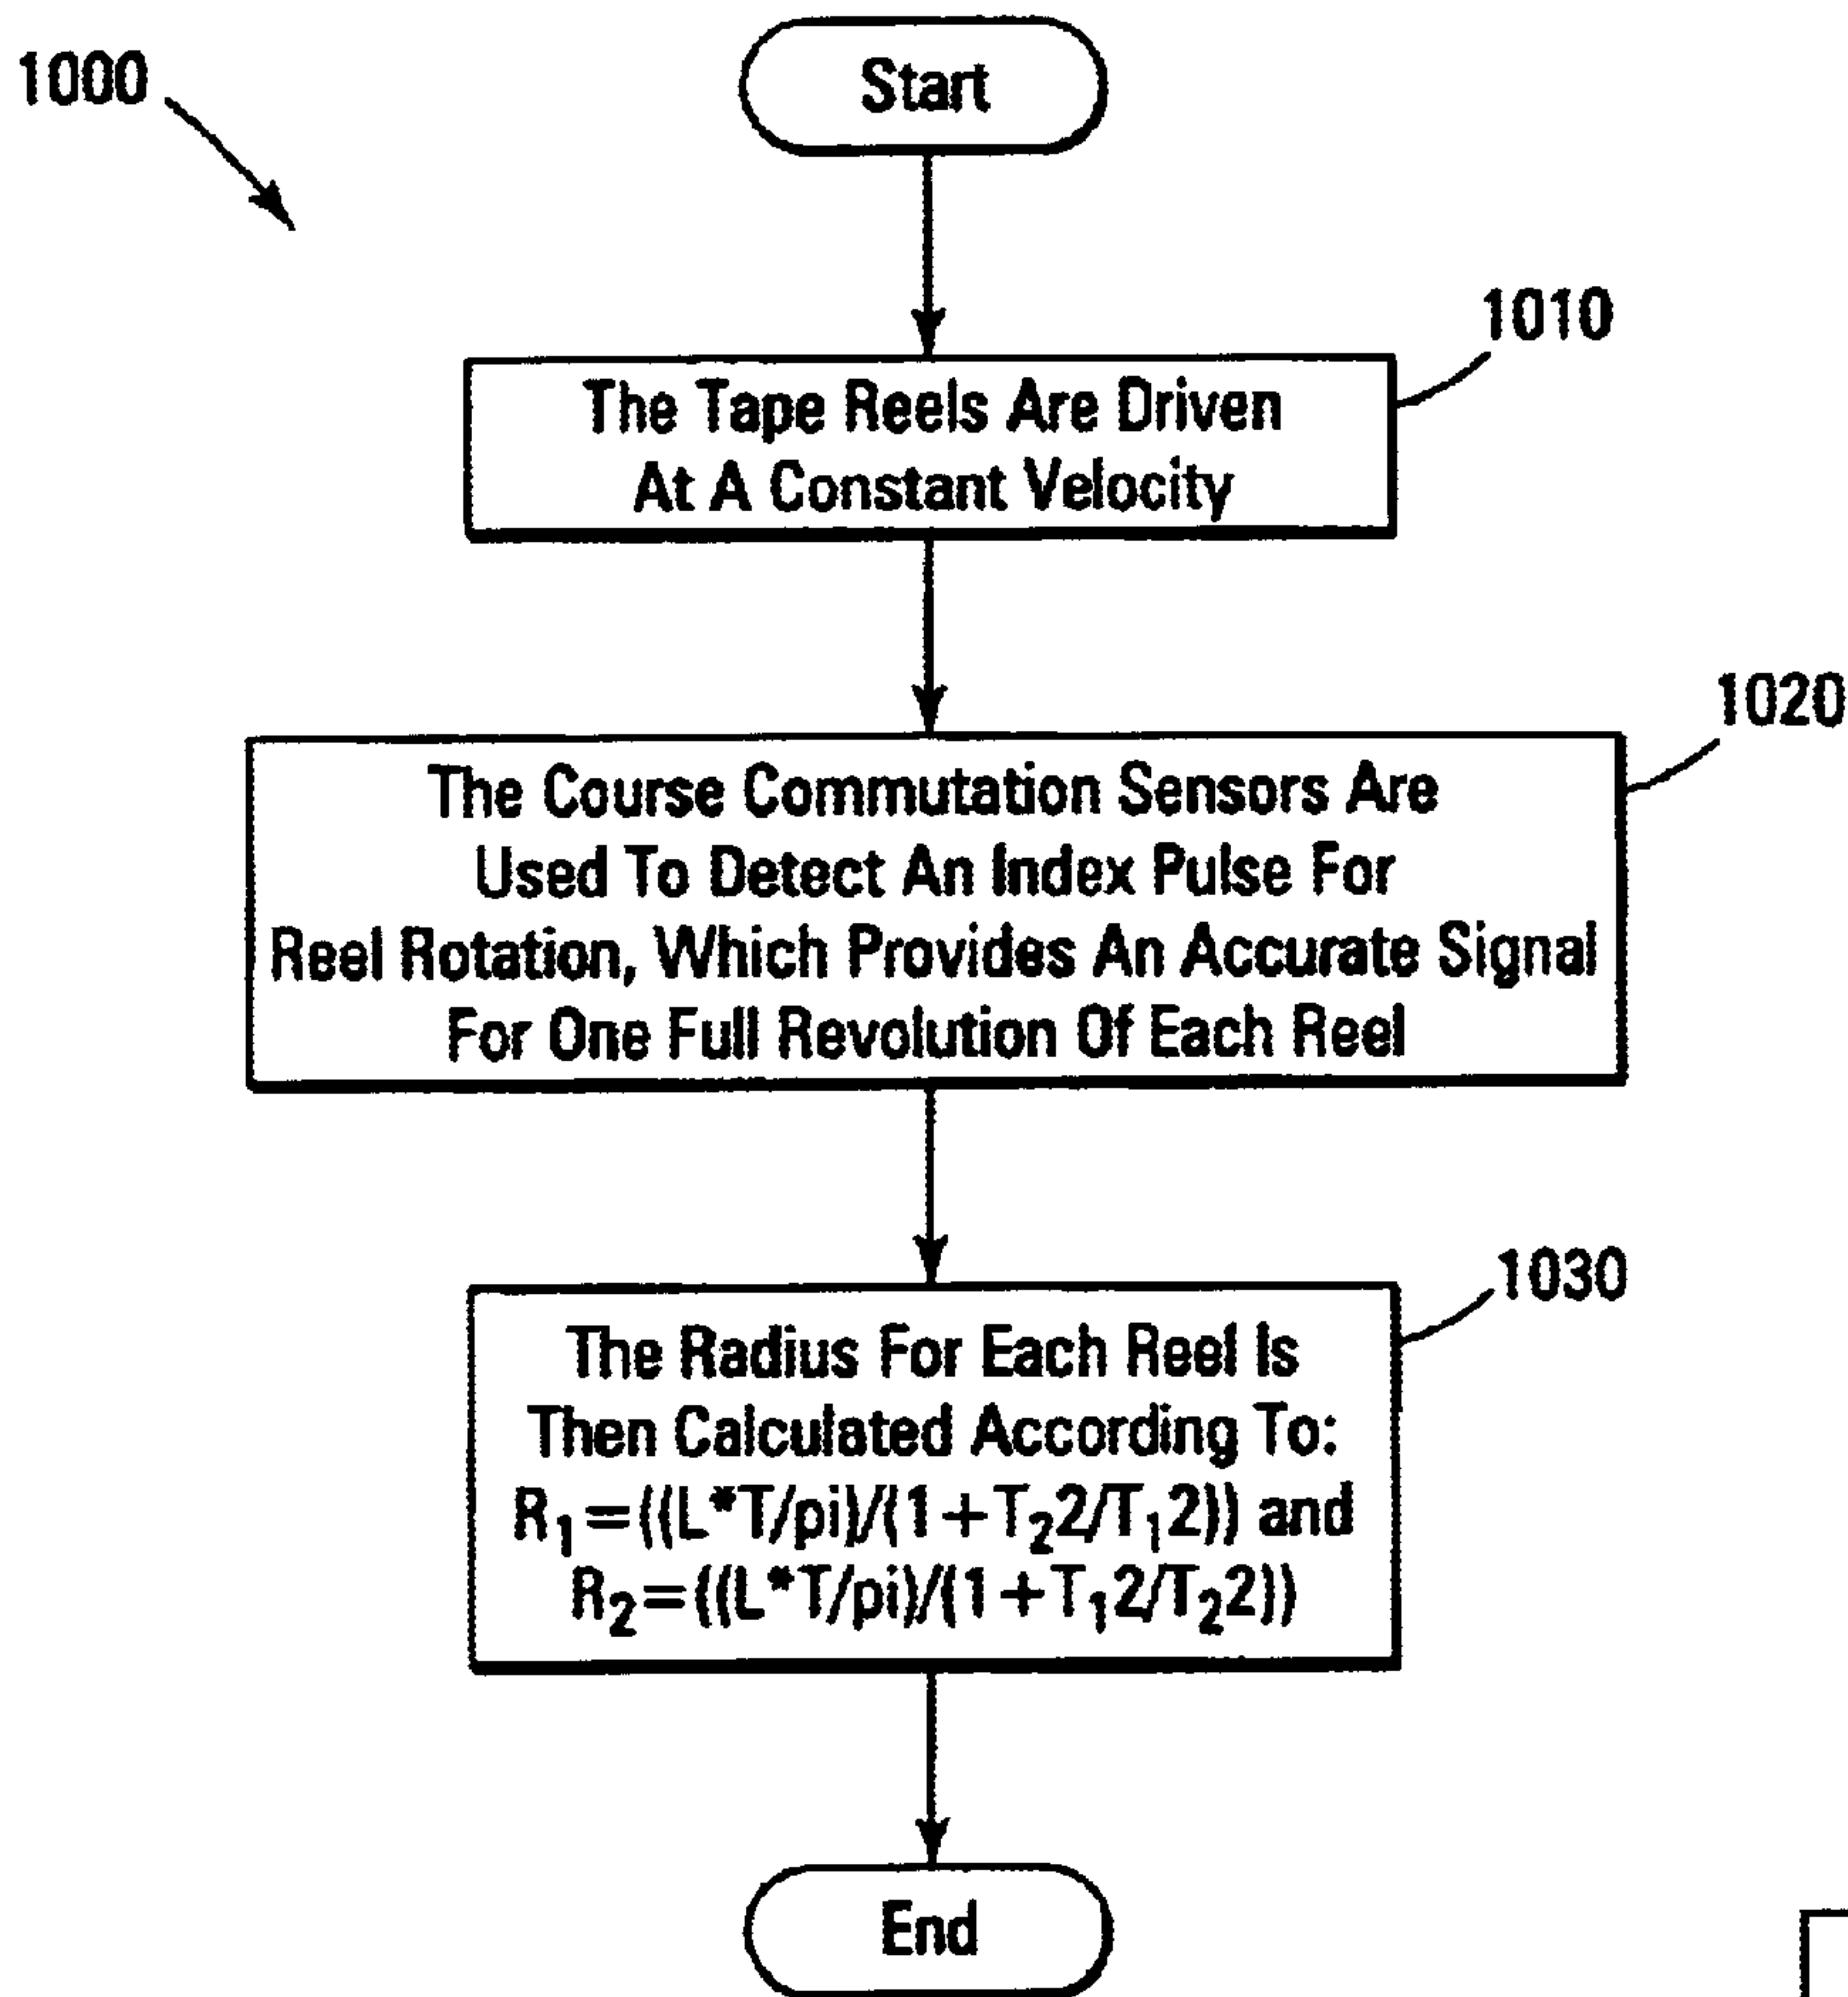 1000
Start
1010
The Tape Reels Are Driven
At A Constant Velocity
1020
The Course Commutation Sensors Are
Used To Detect An Index Pulse For
Reel Rotation, Which Provides An Accurate Signal
For One Full Revolution Of Each Reel
1030
The Radius For Each Reel Is
Then Calculated According To:
R₁=((L*T/pi)/(1+T₂2/T₁2)) and
R₂=((L*T/pi)/(1+T₁2/T₂2))
End